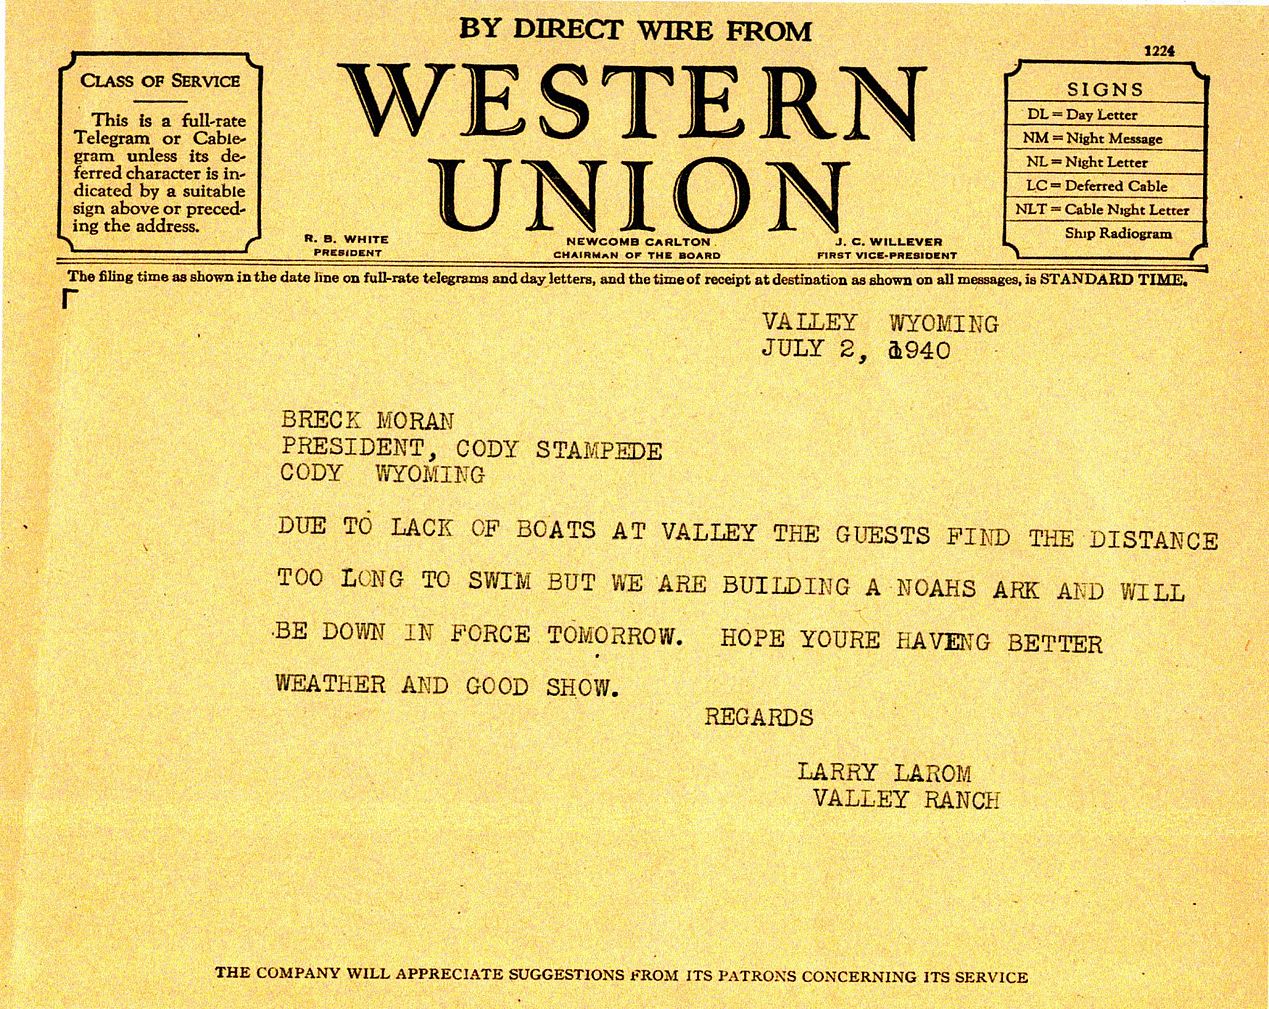 BY DIRECT WIRE FROM
1224
WESTERN
UNION
CLASS OF SERVICE
This is a full-rate
Telegram or Cable-
gram unless its de-
ferred character is in-
dicated by a suitable
sign above or preced-
ing the address.
R. B. WHITE
PRESIDENT
NEWCOMB CARLTON
CHAIRMAN OF THE BOARD
J. C. WILLEVER
FIRST VICE-PRESIDENT
SIGNS
DL = Day Letter
NM = Night Message
NL = Night Letter
LC = Deferred Cable
NLT = Cable Night Letter
Ship Radiogram
The filing time as shown in the date line on full-rate telegrams and day letters, and the time of receipt at destination as shown on all messages, is STANDARD TIME.
VALLEY WYOMING
JULY 2, 1940
BRECK MORAN
PRESIDENT, CODY STAMPEDE
CODY WYOMING
DUE TO LACK OF BOATS AT VALLEY THE GUESTS FIND THE DISTANCE
TOO LONG TO SWIM BUT WE ARE BUILDING A NOAHS ARK AND WILL
BE DOWN IN FORCE TOMORROW. HOPE YOURE HAVENG BETTER
WEATHER AND GOOD SHOW.
REGARDS
LARRY LAROM
VALLEY RANCH
THE COMPANY WILL APPRECIATE SUGGESTIONS FROM ITS PATRONS CONCERNING ITS SERVICE